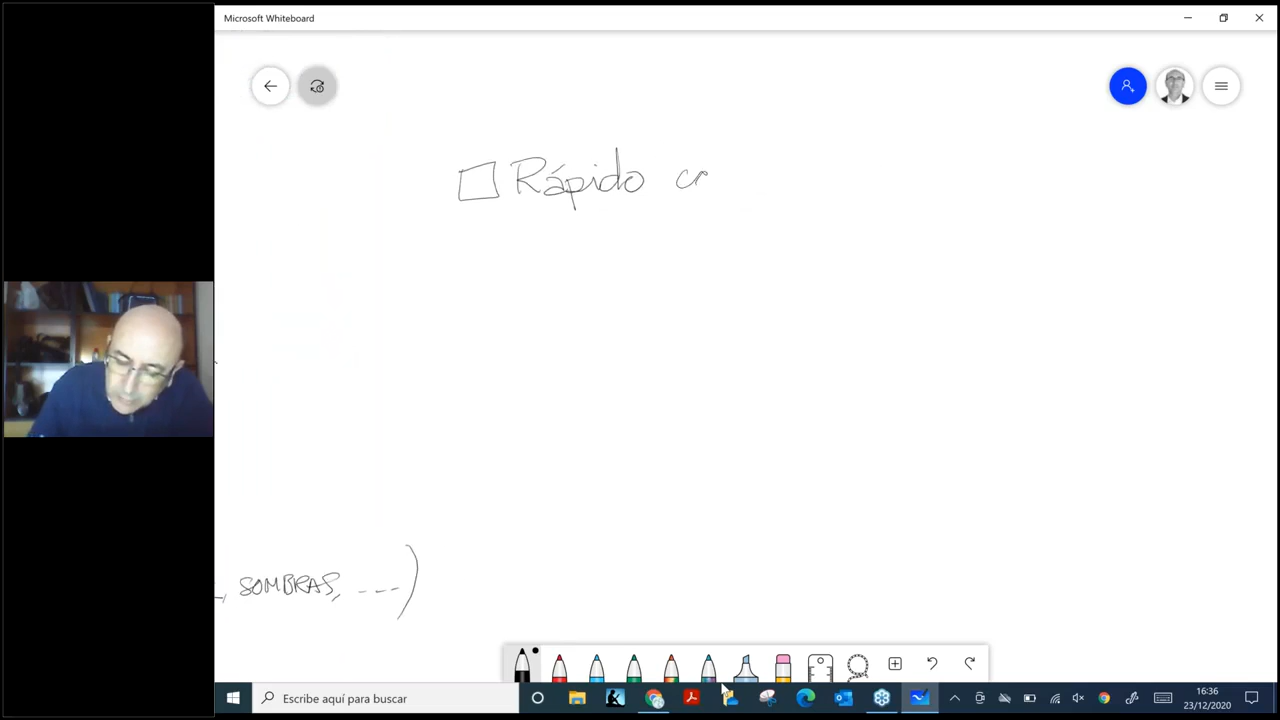 Microsoft Whiteboard
Rápido
, SOMBRAS, ----)
Escribe aquí para buscar
16:36
23/12/2020